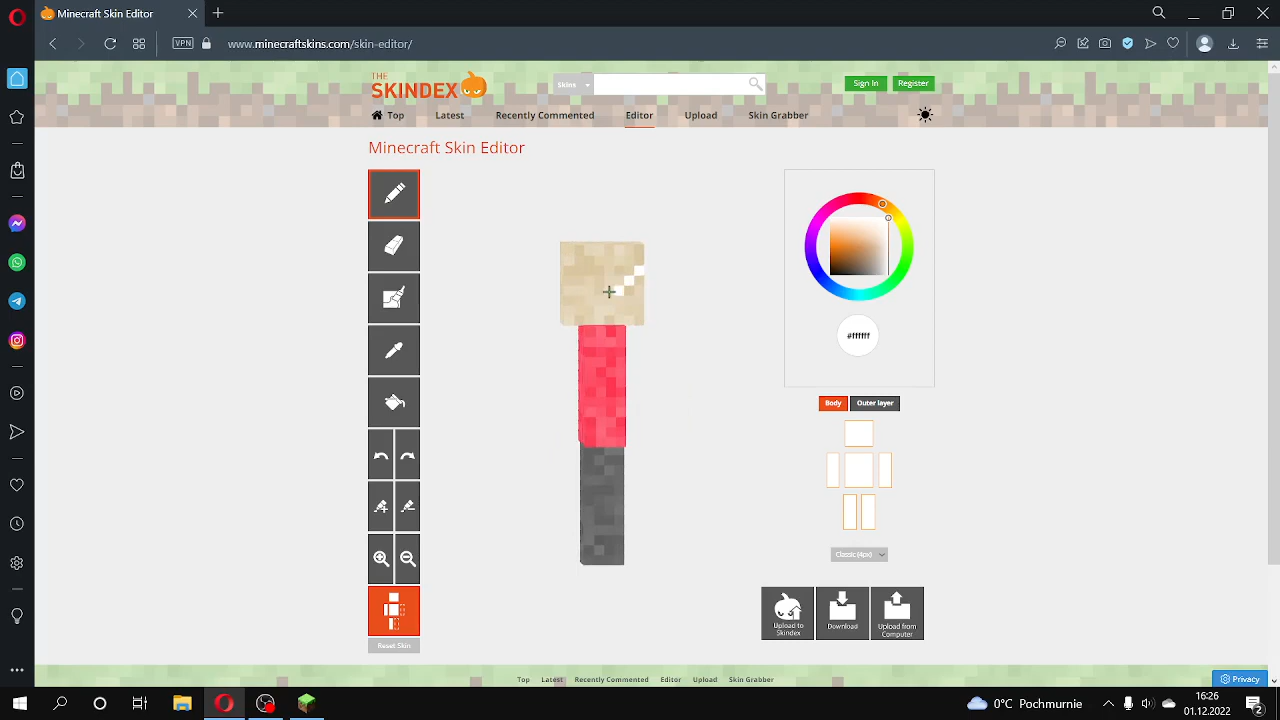 Minecraft Skin Editor
VPN
www.minecraftskins.com/skin-editor/
THE
SKINDEX
Skins
Sign In
Register
Top
Latest
Recently Commented
Editor
Upload
Skin Grabber
Minecraft Skin Editor
#ffffff
Body
Outer layer
Classic (4px)
Upload to
Skindex
Download
Upload from
Computer
Reset Skin
Top
Latest
Recently Commented
Editor
Upload
Skin Grabber
Privacy
0°C Pochmurnie
16:26
01.12.2022
2